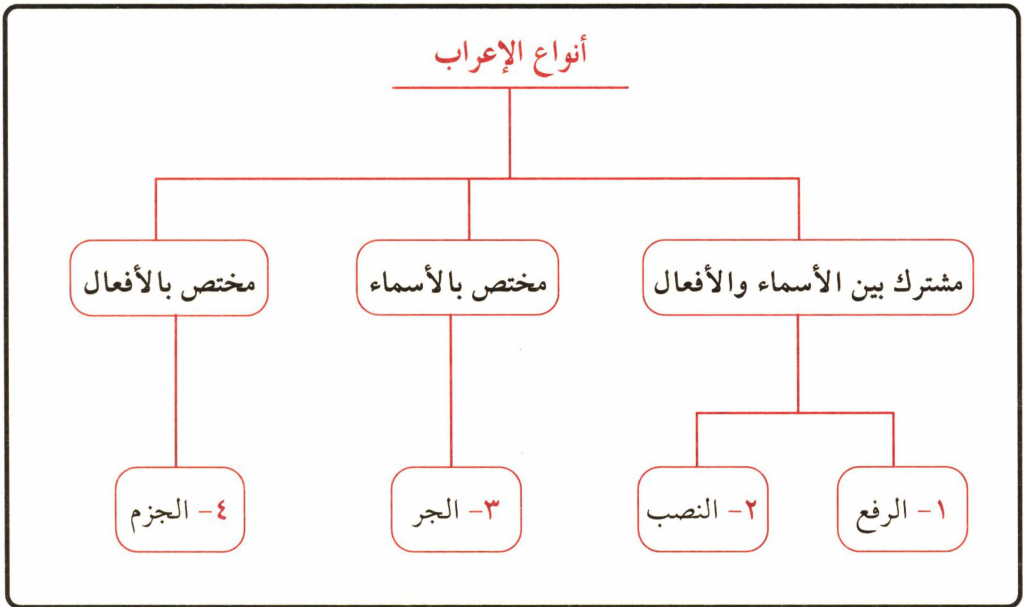 أنواع الإعراب
مشترك بين الأسماء والأفعال
مختص بالأسماء
مختص بالأفعال
١- الرفع
٢- النصب
٣- الجر
٤- الجزم